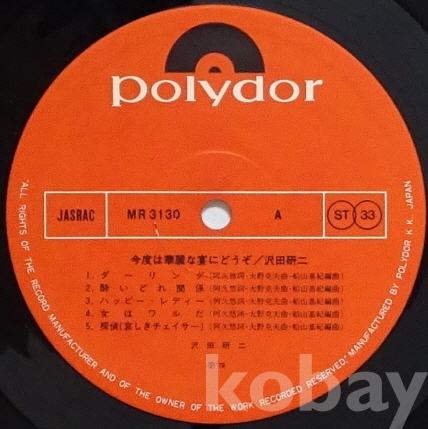 polydor
JASRAC
MR 3130
A
ST 33
今度は華麗な宴にどうぞ/沢田研二
1. ダーリング(阿久悠詞・大野克夫曲・船山基紀編曲)
2. 酔いどれ関係(阿久悠詞・大野克夫曲・船山基紀編曲)
3. ハッピー・レディー(阿久悠詞・大野克夫曲・船山基紀編曲)
4. 女はワルだ(阿久悠詞・大野克夫曲・船山基紀編曲)
5. 探偵(哀しきチェイサー)(阿久悠詞・大野克夫曲・船山基紀編曲)
沢田研二
Ⓟ'78
"ALL RIGHTS OF THE RECORD MANUFACTURER AND OF THE OWNER OF THE WORK RECORDED RESERVED," MANUFACTURED BY POLYDOR K. K. JAPAN
kobay